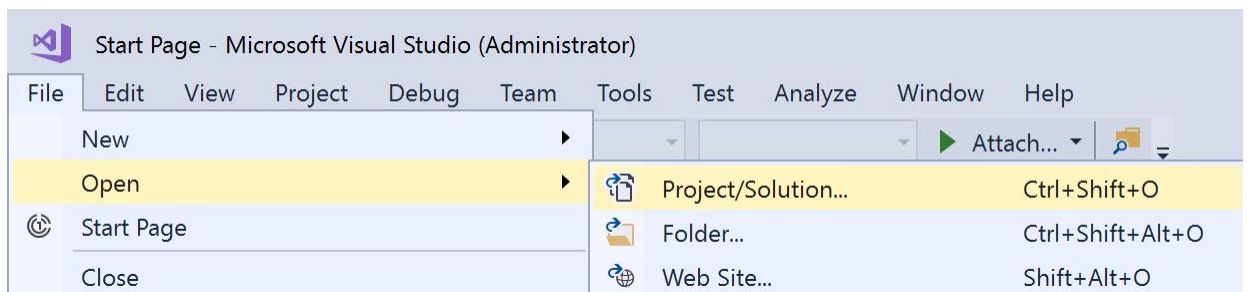 Start Page - Microsoft Visual Studio (Administrator)
File Edit View Project Debug Team Tools Test Analyze Window Help
New
Attach...
Open
Project/Solution... Ctrl+Shift+O
Start Page
Folder... Ctrl+Shift+Alt+O
Close
Web Site... Shift+Alt+O